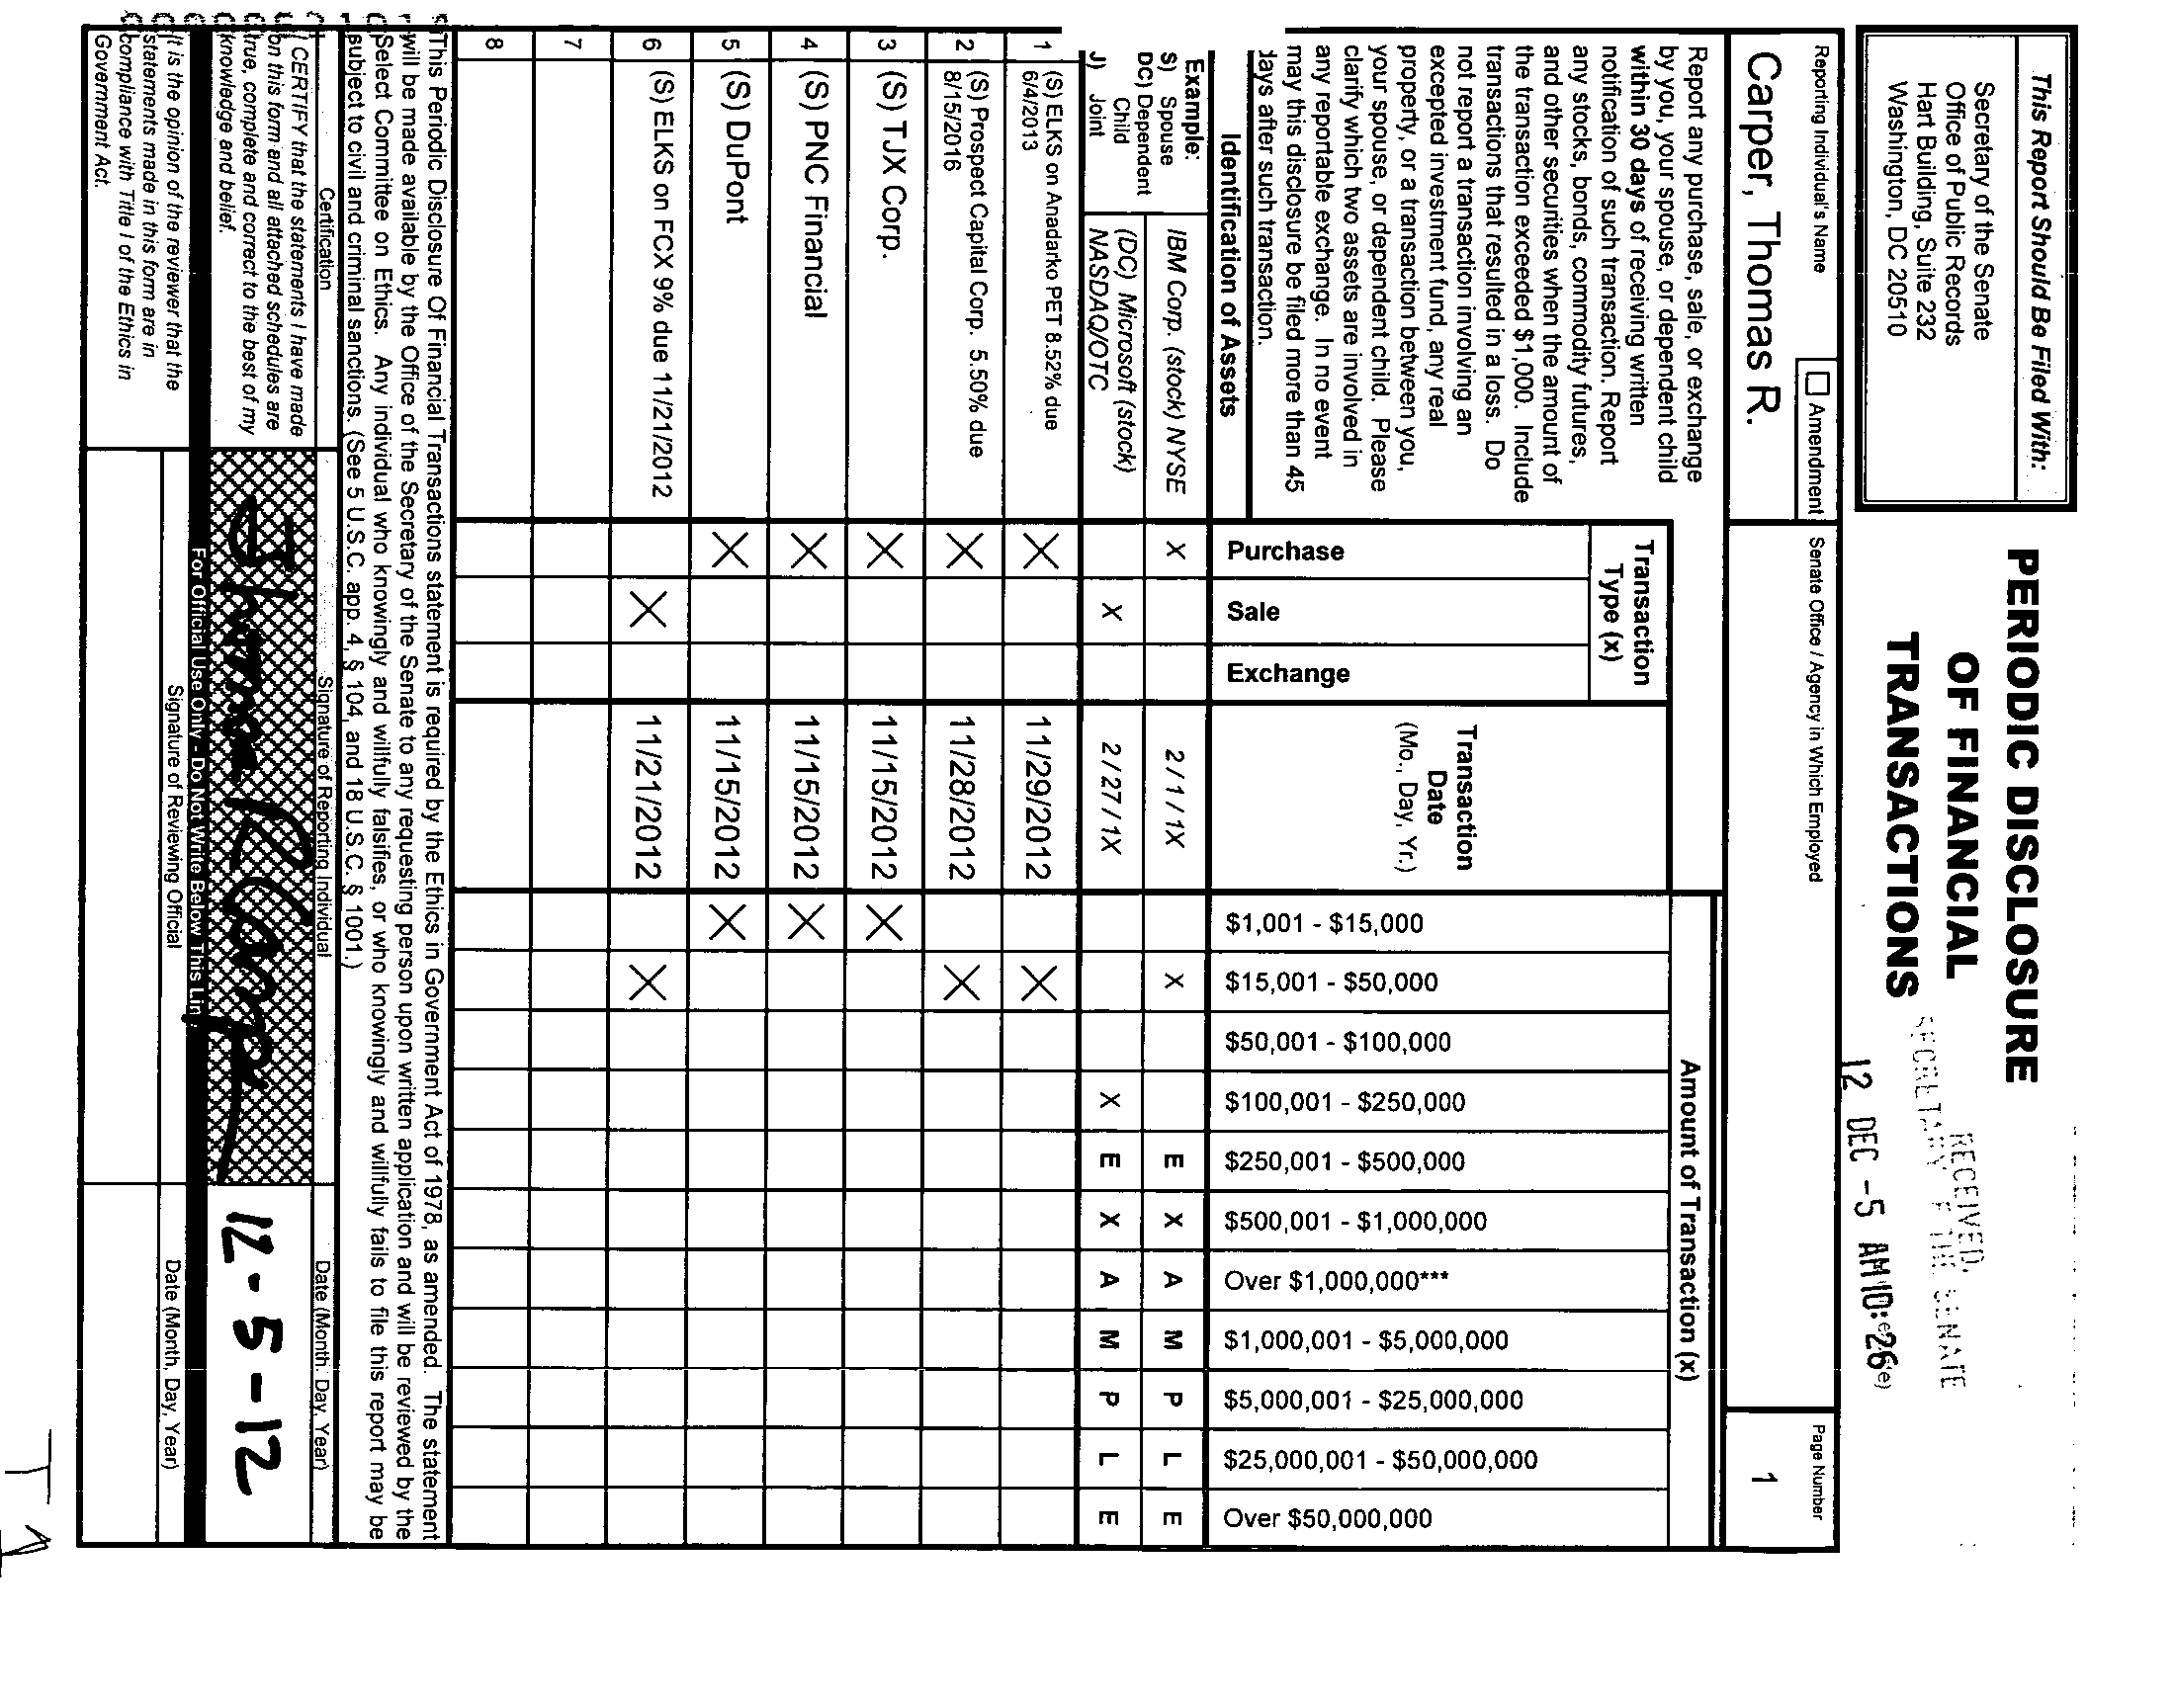 This Report Should Be Filed With:
Secretary of the Senate
Office of Public Records
Hart Building, Suite 232
Washington, DC 20510
PERIODIC DISCLOSURE
OF FINANCIAL
TRANSACTIONS
RECEIVED
SECRETARY THE SENATE
12 DEC -5 AM 10:26
Reporting Individual's Name
Amendment
Senate Office / Agency in Which Employed
Page Number
Carper, Thomas R.
1
Report any purchase, sale, or exchange
by you, your spouse, or dependent child
within 30 days of receiving written
notification of such transaction. Report
any stocks, bonds, commodity futures,
and other securities when the amount of
the transaction exceeded $1,000. Include
transactions that resulted in a loss. Do
not report a transaction involving an
excepted investment fund, any real
property, or a transaction between you,
your spouse, or dependent child. Please
clarify which two assets are involved in
any reportable exchange. In no event
may this disclosure be filed more than 45
days after such transaction.
Identification of Assets
Transaction
Type (x)
Purchase
Sale
Exchange
Transaction
Date
(Mo., Day, Yr.)
Amount of Transaction (x)
$1,001 - $15,000
$15,001 - $50,000
$50,001 - $100,000
$100,001 - $250,000
$250,001 - $500,000
$500,001 - $1,000,000
Over $1,000,000***
$1,000,001 - $5,000,000
$5,000,001 - $25,000,000
$25,000,001 - $50,000,000
Over $50,000,000
Example:
S) Spouse
DC) Dependent
Child
J) Joint
IBM Corp. (stock) NYSE X 2 / 1 / 1X X E X A M P L E
(DC) Microsoft (stock)
NASDAQ/OTC X 2 / 27 / 1X X E X A M P L E
1 (S) ELKS on Anadarko PET 8.52% due
6/4/2013 X 11/29/2012 X
2 (S) Prospect Capital Corp. 5.50% due
8/15/2016 X 11/28/2012 X
3 (S) TJX Corp. X 11/15/2012 X
4 (S) PNC Financial X 11/15/2012 X
5 (S) DuPont X 11/15/2012 X
6 (S) ELKS on FCX 9% due 11/21/2012 X 11/21/2012 X
7
8
This Periodic Disclosure Of Financial Transactions statement is required by the Ethics in Government Act of 1978, as amended. The statement
will be made available by the Office of the Secretary of the Senate to any requesting person upon written application and will be reviewed by the
Select Committee on Ethics. Any individual who knowingly and willfully falsifies, or who knowingly and willfully fails to file this report may be
subject to civil and criminal sanctions. (See 5 U.S.C. app. 4, § 104, and 18 U.S.C. § 1001.)
Certification
Signature of Reporting Individual
Date (Month, Day, Year)
I CERTIFY that the statements I have made
on this form and all attached schedules are
true, complete and correct to the best of my
knowledge and belief.
Thomas R Carper
12-5-12
For Official Use Only - Do Not Write Below This Line
It is the opinion of the reviewer that the
statements made in this form are in
compliance with Title I of the Ethics in
Government Act.
Signature of Reviewing Official
Date (Month, Day, Year)